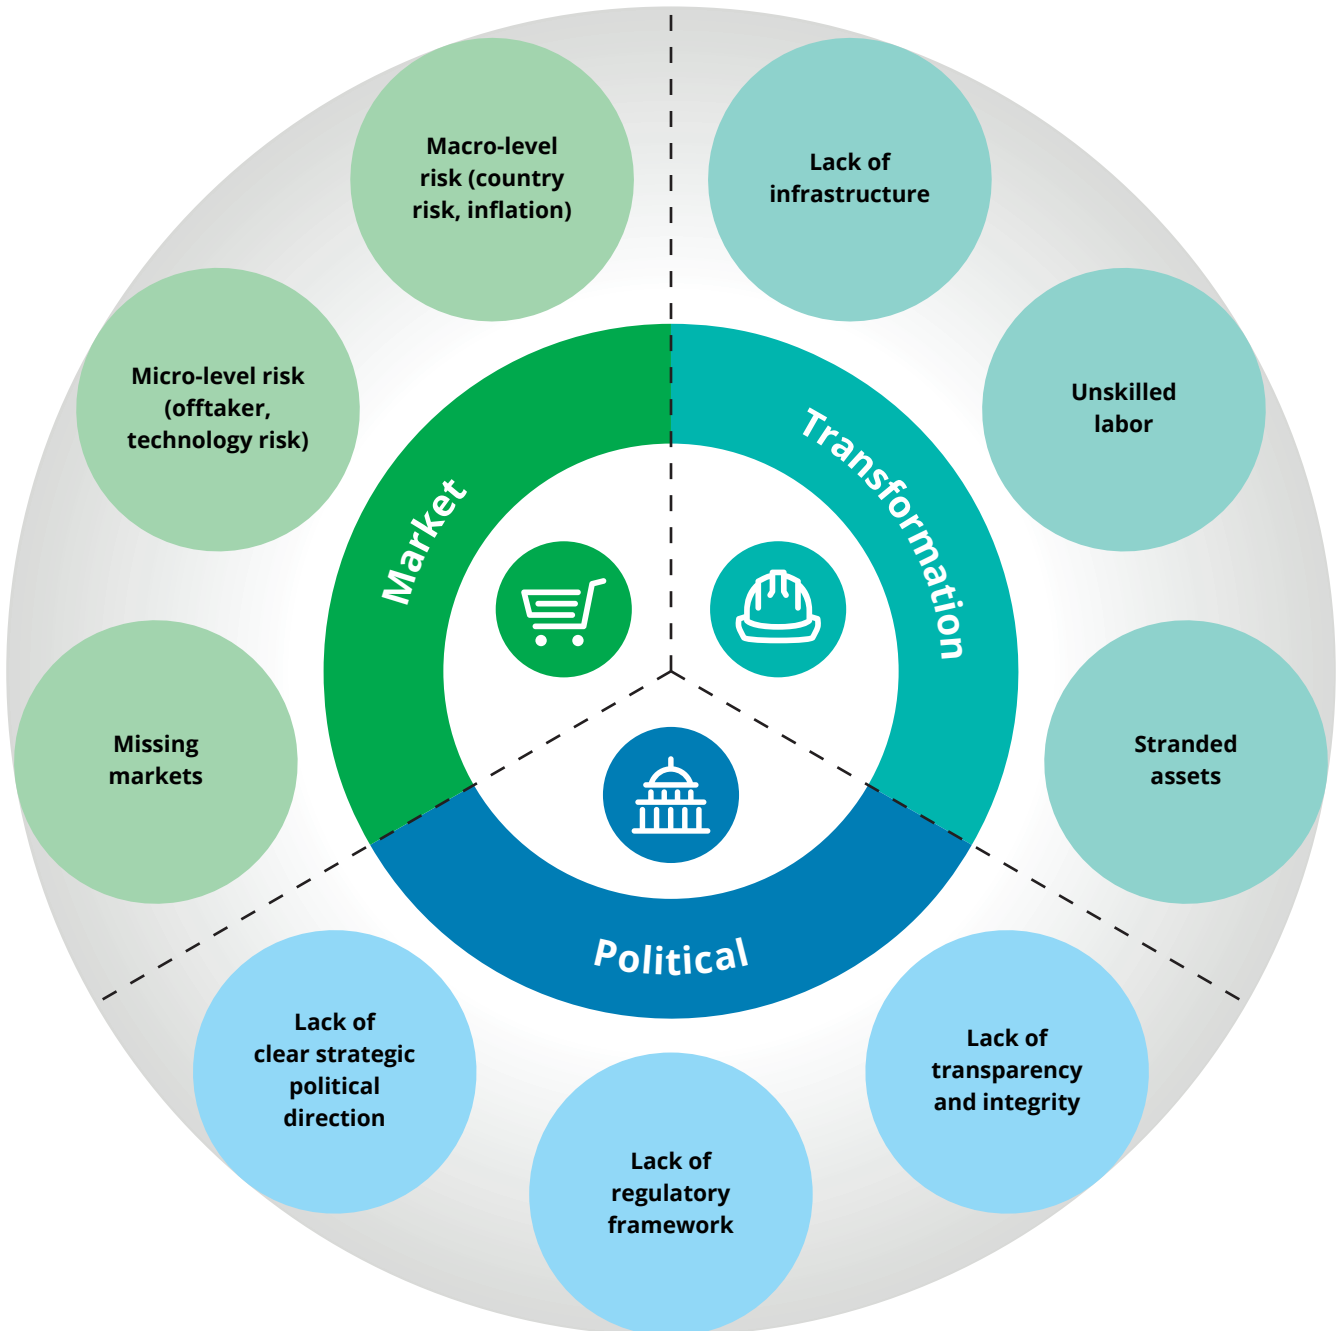 Macro-level
risk (country
risk, inflation)
Lack of
infrastructure
Micro-level risk
(offtaker,
technology risk)
Unskilled
labor
Market
Transformation
Missing
markets
Stranded
assets
Political
Lack of
clear strategic
political
direction
Lack of
transparency
and integrity
Lack of
regulatory
framework